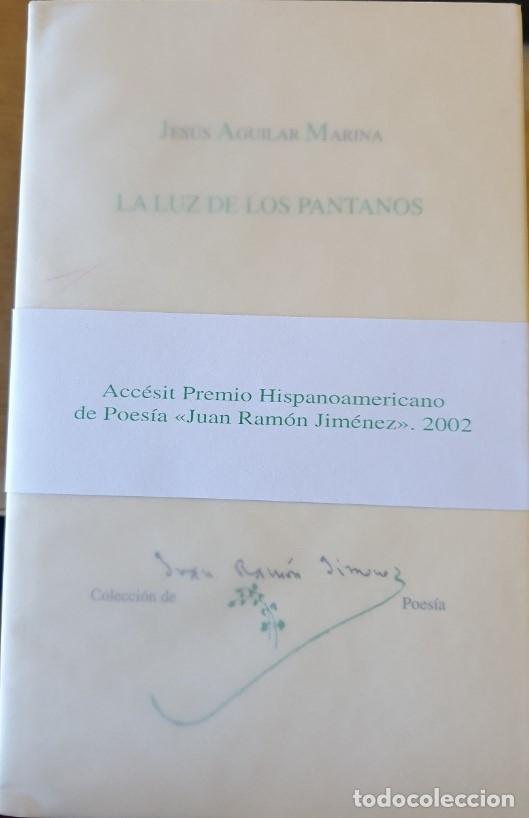 JESÚS AGUILAR MARINA
LA LUZ DE LOS PANTANOS
Accésit Premio Hispanoamericano
de Poesía «Juan Ramón Jiménez». 2002
Juan Ramón Jiménez
Colección de
Poesía
todocoleccion